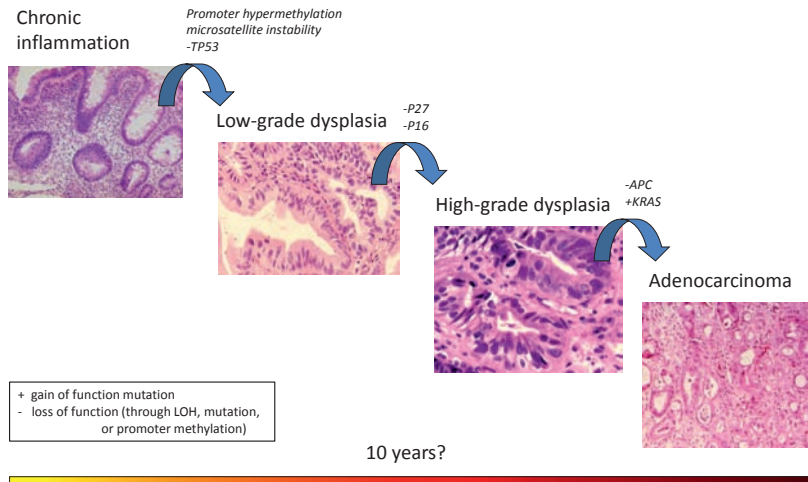 Chronic
inflammation
Promoter hypermethylation
microsatellite instability
-TP53
Low-grade dysplasia
-P27
-P16
High-grade dysplasia
-APC
+KRAS
Adenocarcinoma
+ gain of function mutation
- loss of function (through LOH, mutation,
or promoter methylation)
10 years?